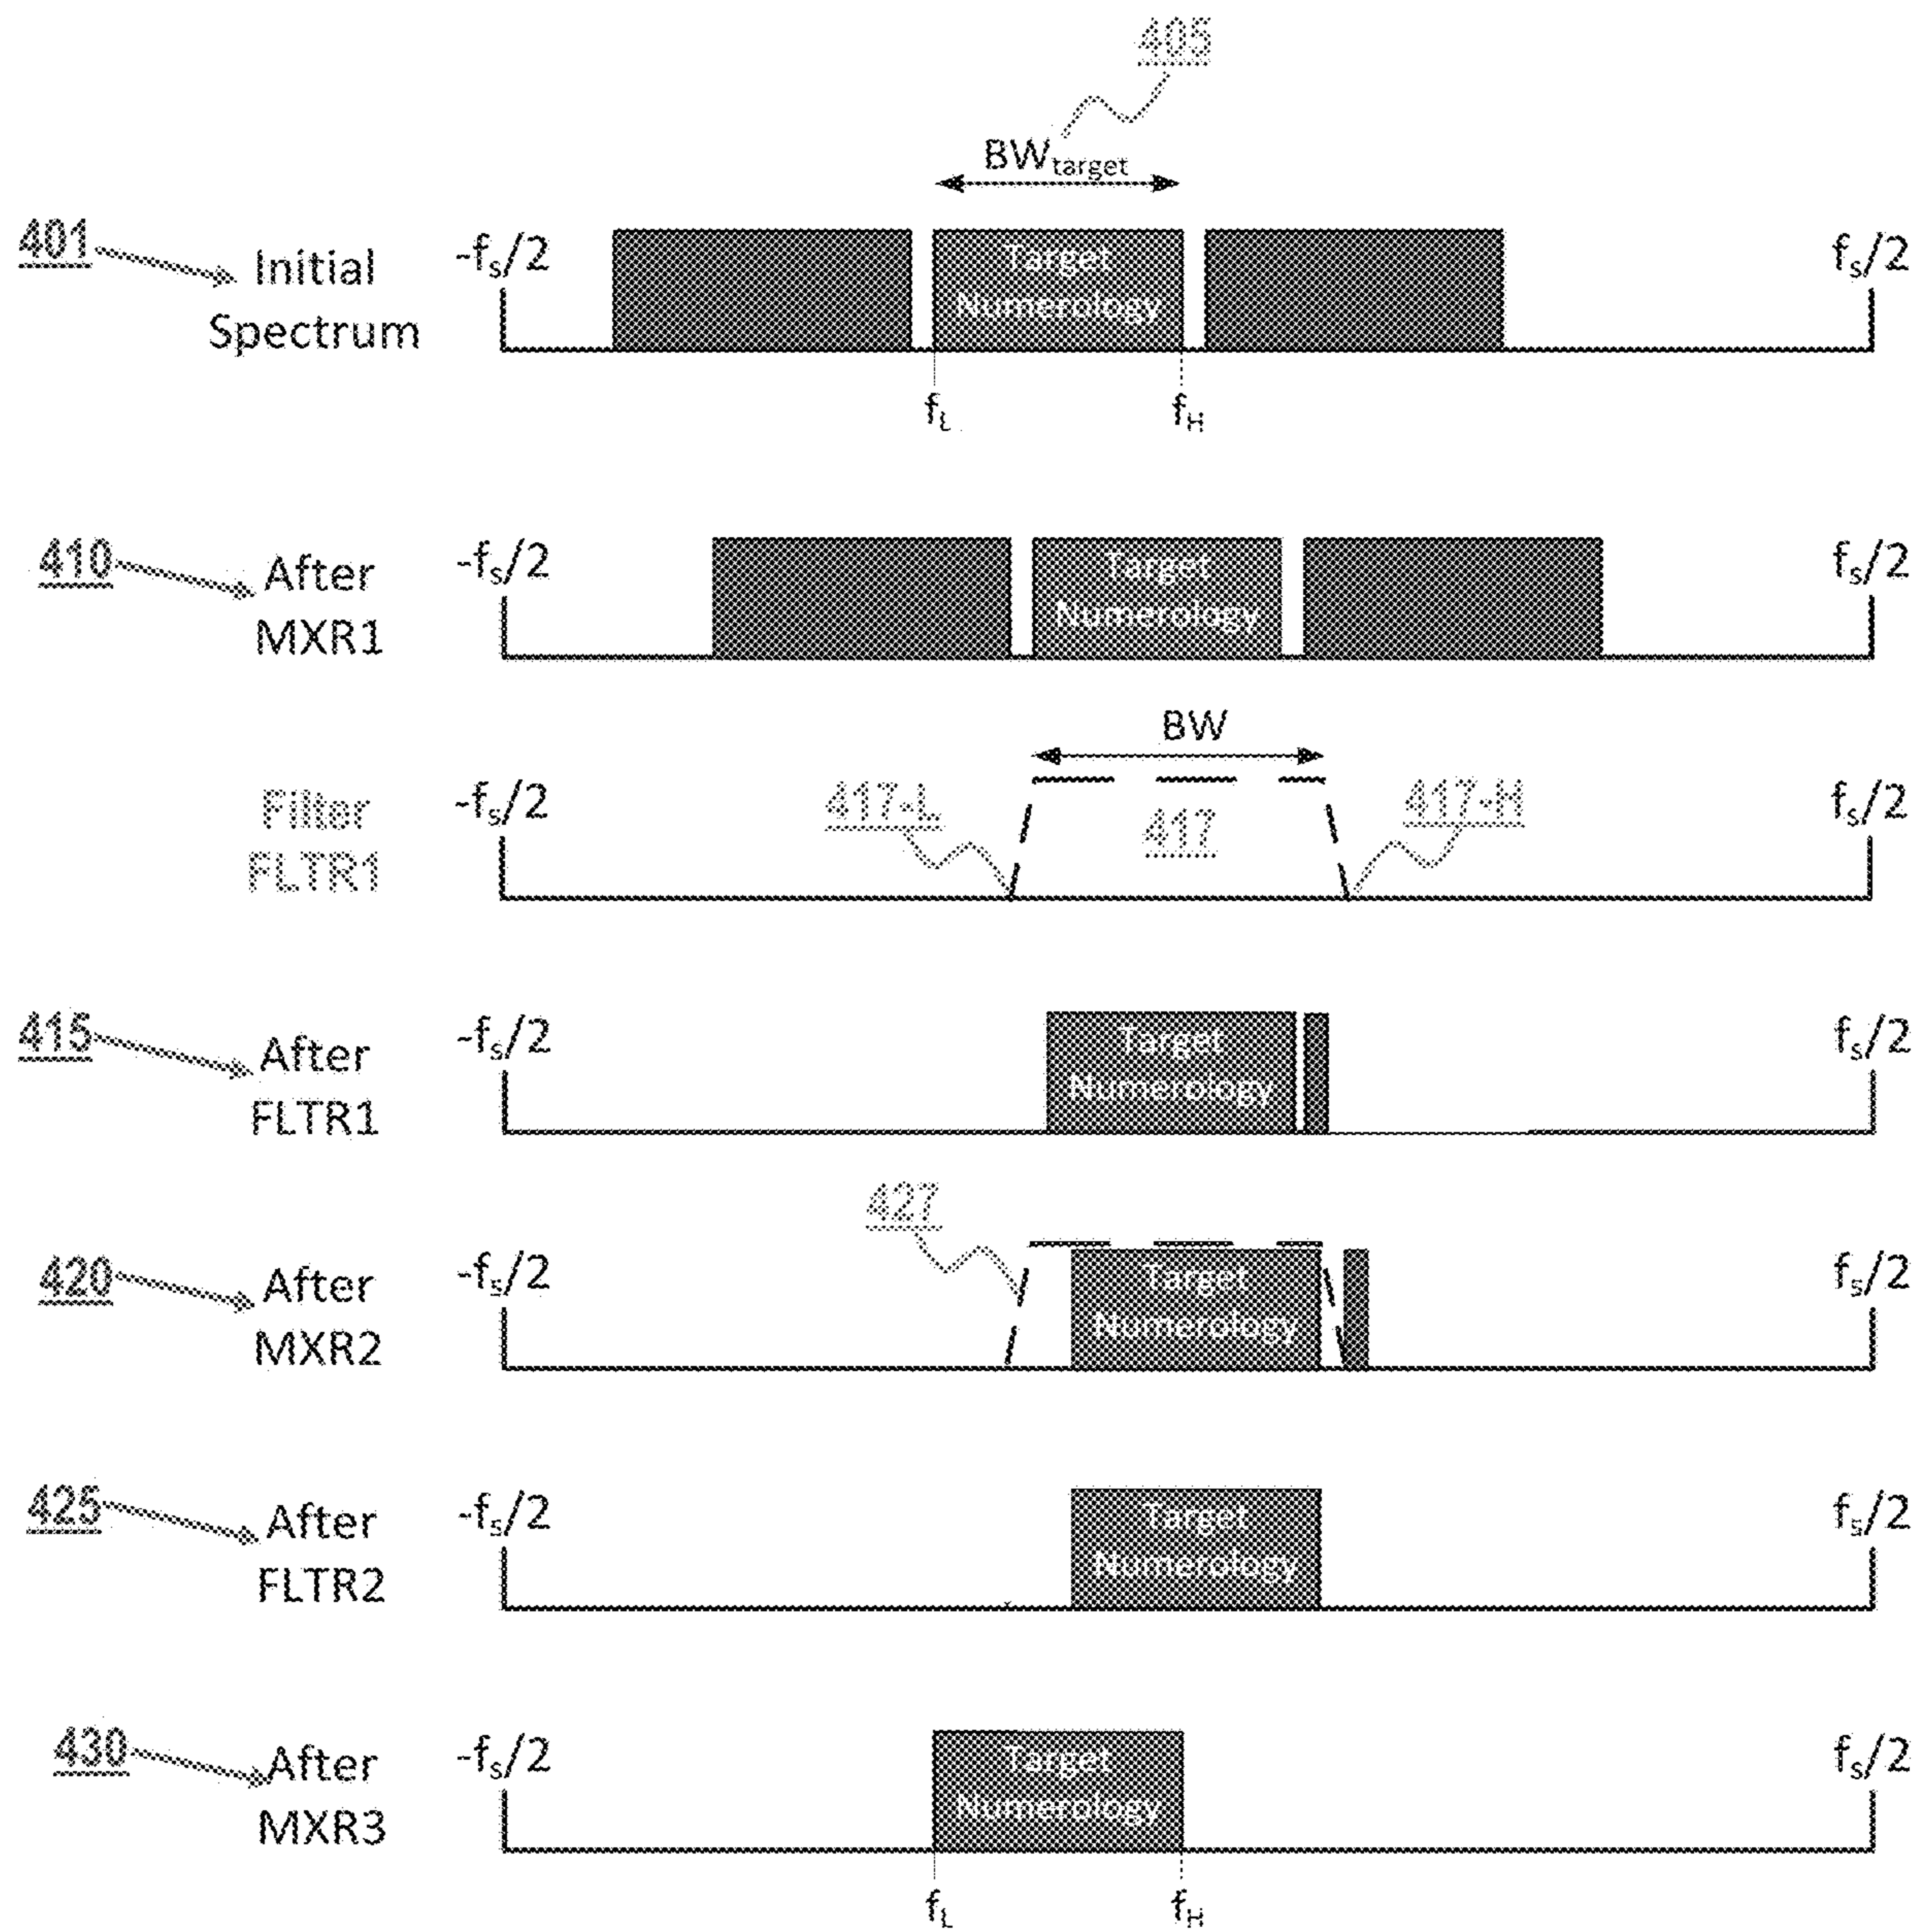 405
BWtarget
401
Initial
Spectrum
-fs/2
Target
Numerology
fs/2
fL
fH
410
After
MXR1
-fs/2
Target
Numerology
fs/2
BW
Filter
FLTR1
-fs/2
417-L
417
417-H
fs/2
415
After
FLTR1
-fs/2
Target
Numerology
fs/2
427
420
After
MXR2
-fs/2
Target
Numerology
fs/2
425
After
FLTR2
-fs/2
Target
Numerology
fs/2
430
After
MXR3
-fs/2
Target
Numerology
fs/2
fL
fH